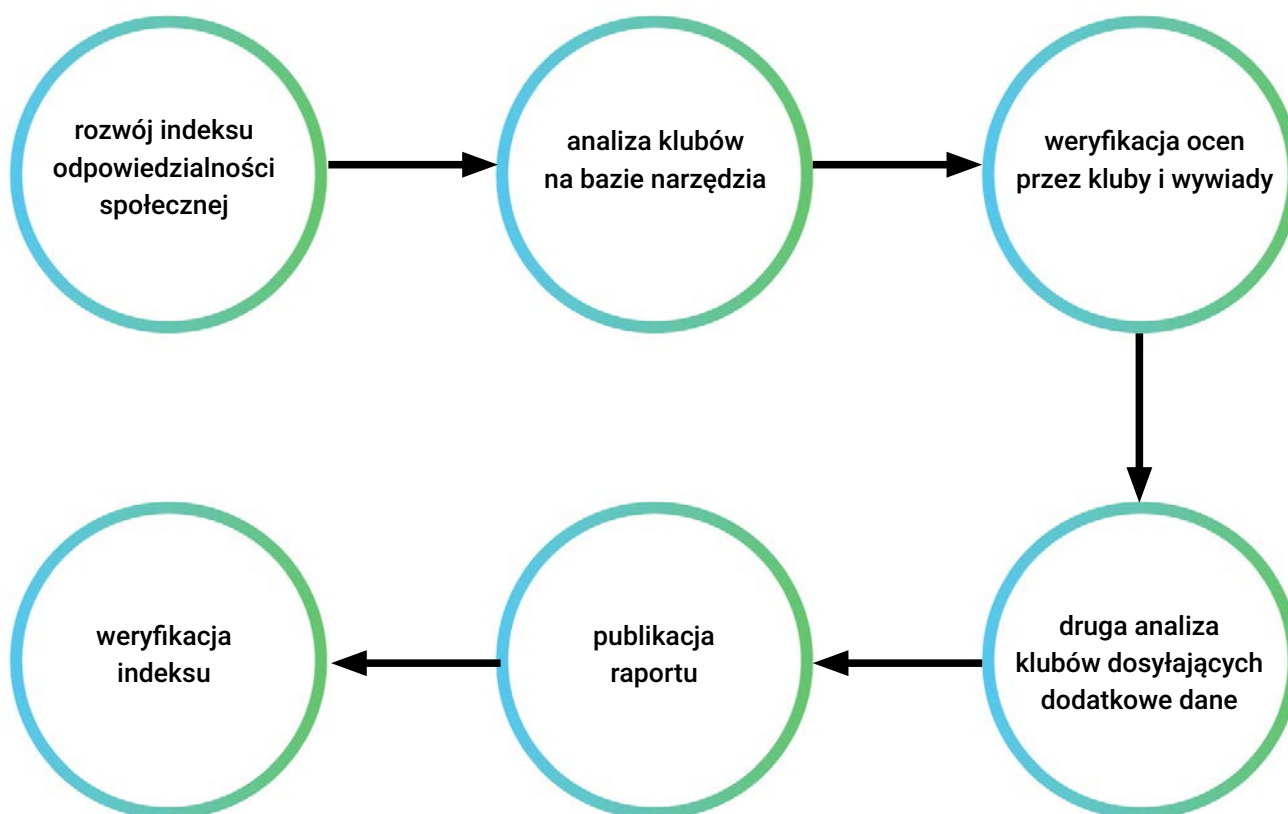 rozwój indeksu
odpowiedzialności
społecznej
analiza klubów
na bazie narzędzia
weryfikacja ocen
przez kluby i wywiady
druga analiza
klubów dosyłających
dodatkowe dane
publikacja
raportu
weryfikacja
indeksu